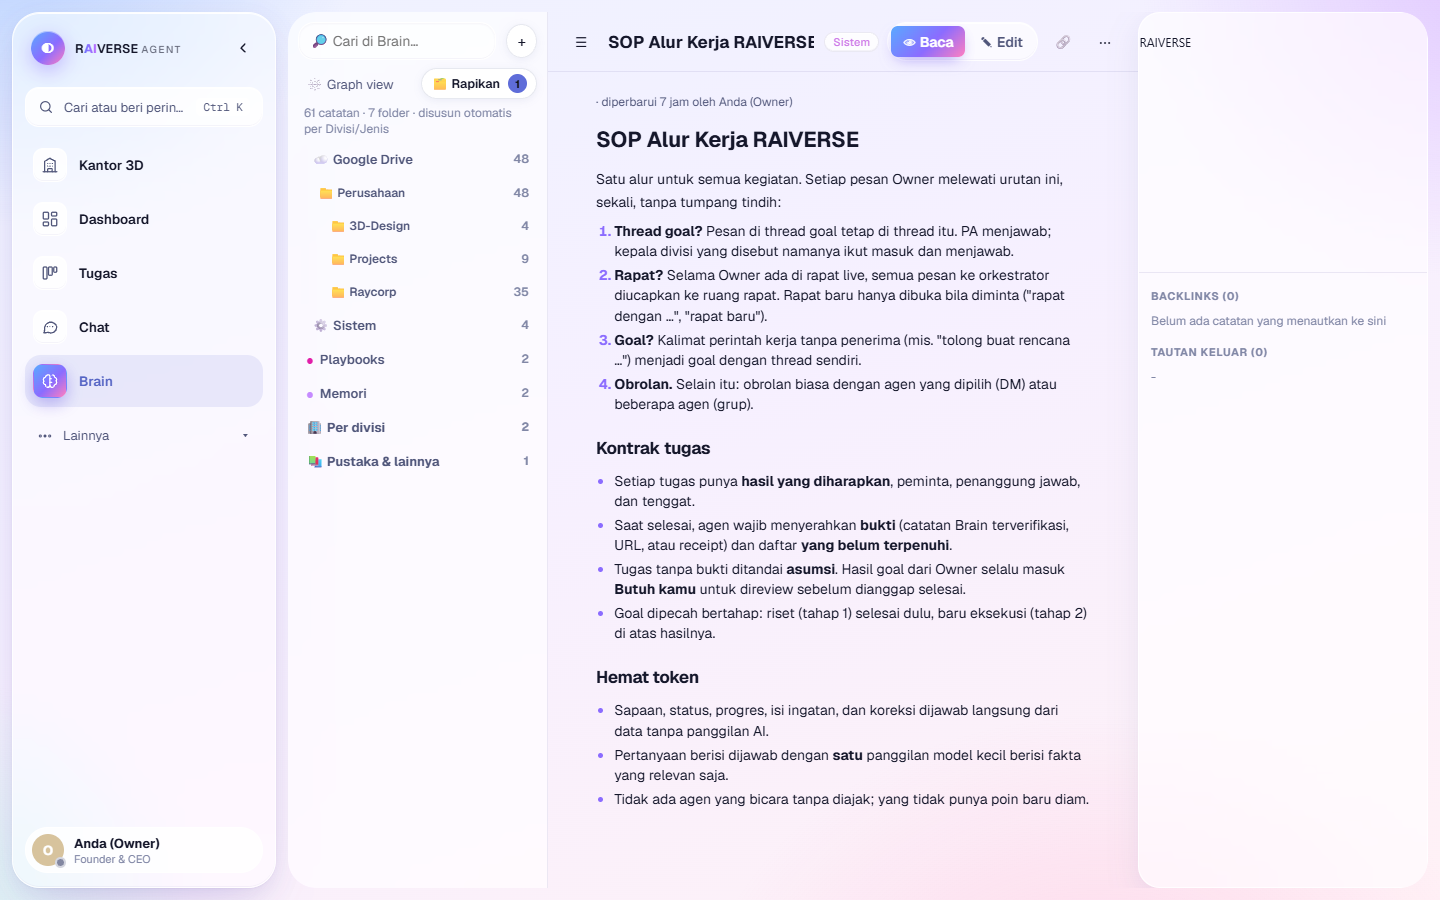 RAIVERSE AGENT
Cari atau beri perin... Ctrl K
Kantor 3D
Dashboard
Tugas
Chat
Brain
Lainnya
O
Anda (Owner)
Founder & CEO
Cari di Brain...
+
Graph view
Rapikan 1
61 catatan · 7 folder · disusun otomatis
per Divisi/Jenis
Google Drive 48
Perusahaan 48
3D-Design 4
Projects 9
Raycorp 35
Sistem 4
Playbooks 2
Memori 2
Per divisi 2
Pustaka & lainnya 1
SOP Alur Kerja RAIVERSE Sistem Baca Edit
· diperbarui 7 jam oleh Anda (Owner)
SOP Alur Kerja RAIVERSE
Satu alur untuk semua kegiatan. Setiap pesan Owner melewati urutan ini,
sekali, tanpa tumpang tindih:
1. Thread goal? Pesan di thread goal tetap di thread itu. PA menjawab;
kepala divisi yang disebut namanya ikut masuk dan menjawab.
2. Rapat? Selama Owner ada di rapat live, semua pesan ke orkestrator
diucapkan ke ruang rapat. Rapat baru hanya dibuka bila diminta ("rapat
dengan ...", "rapat baru").
3. Goal? Kalimat perintah kerja tanpa penerima (mis. "tolong buat rencana
...") menjadi goal dengan thread sendiri.
4. Obrolan. Selain itu: obrolan biasa dengan agen yang dipilih (DM) atau
beberapa agen (grup).
Kontrak tugas
• Setiap tugas punya hasil yang diharapkan, peminta, penanggung jawab,
dan tenggat.
• Saat selesai, agen wajib menyerahkan bukti (catatan Brain terverifikasi,
URL, atau receipt) dan daftar yang belum terpenuhi.
• Tugas tanpa bukti ditandai asumsi. Hasil goal dari Owner selalu masuk
Butuh kamu untuk direview sebelum dianggap selesai.
• Goal dipecah bertahap: riset (tahap 1) selesai dulu, baru eksekusi (tahap 2)
di atas hasilnya.
Hemat token
• Sapaan, status, progres, isi ingatan, dan koreksi dijawab langsung dari
data tanpa panggilan AI.
• Pertanyaan berisi dijawab dengan satu panggilan model kecil berisi fakta
yang relevan saja.
• Tidak ada agen yang bicara tanpa diajak; yang tidak punya poin baru diam.
RAIVERSE
BACKLINKS (0)
Belum ada catatan yang menautkan ke sini
TAUTAN KELUAR (0)
–